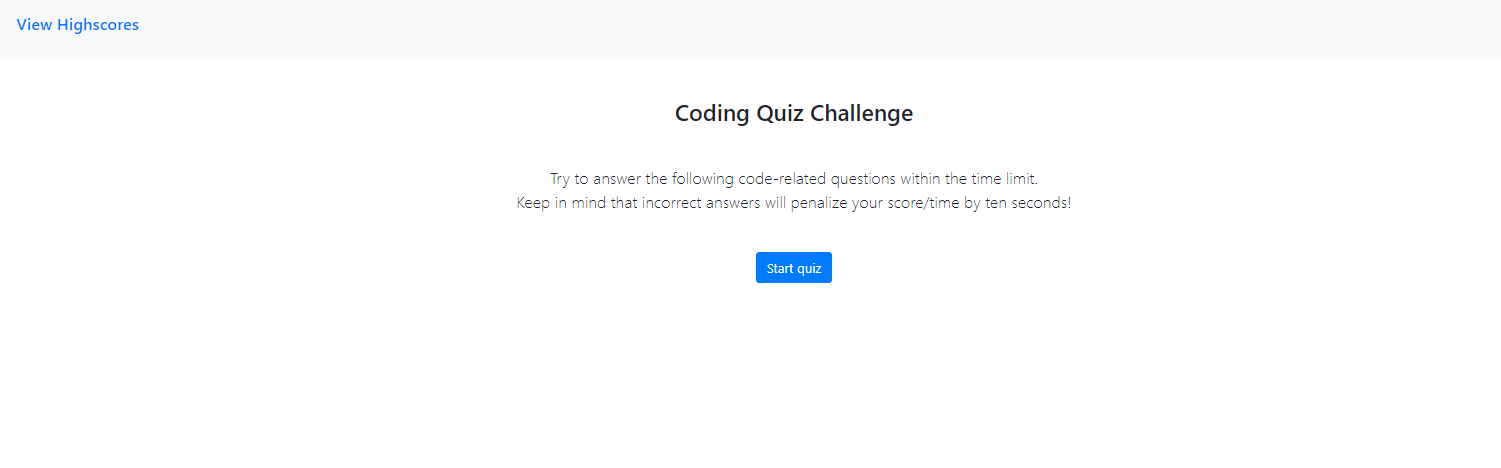 View Highscores
Coding Quiz Challenge
Try to answer the following code-related questions within the time limit.
Keep in mind that incorrect answers will penalize your score/time by ten seconds!
Start quiz